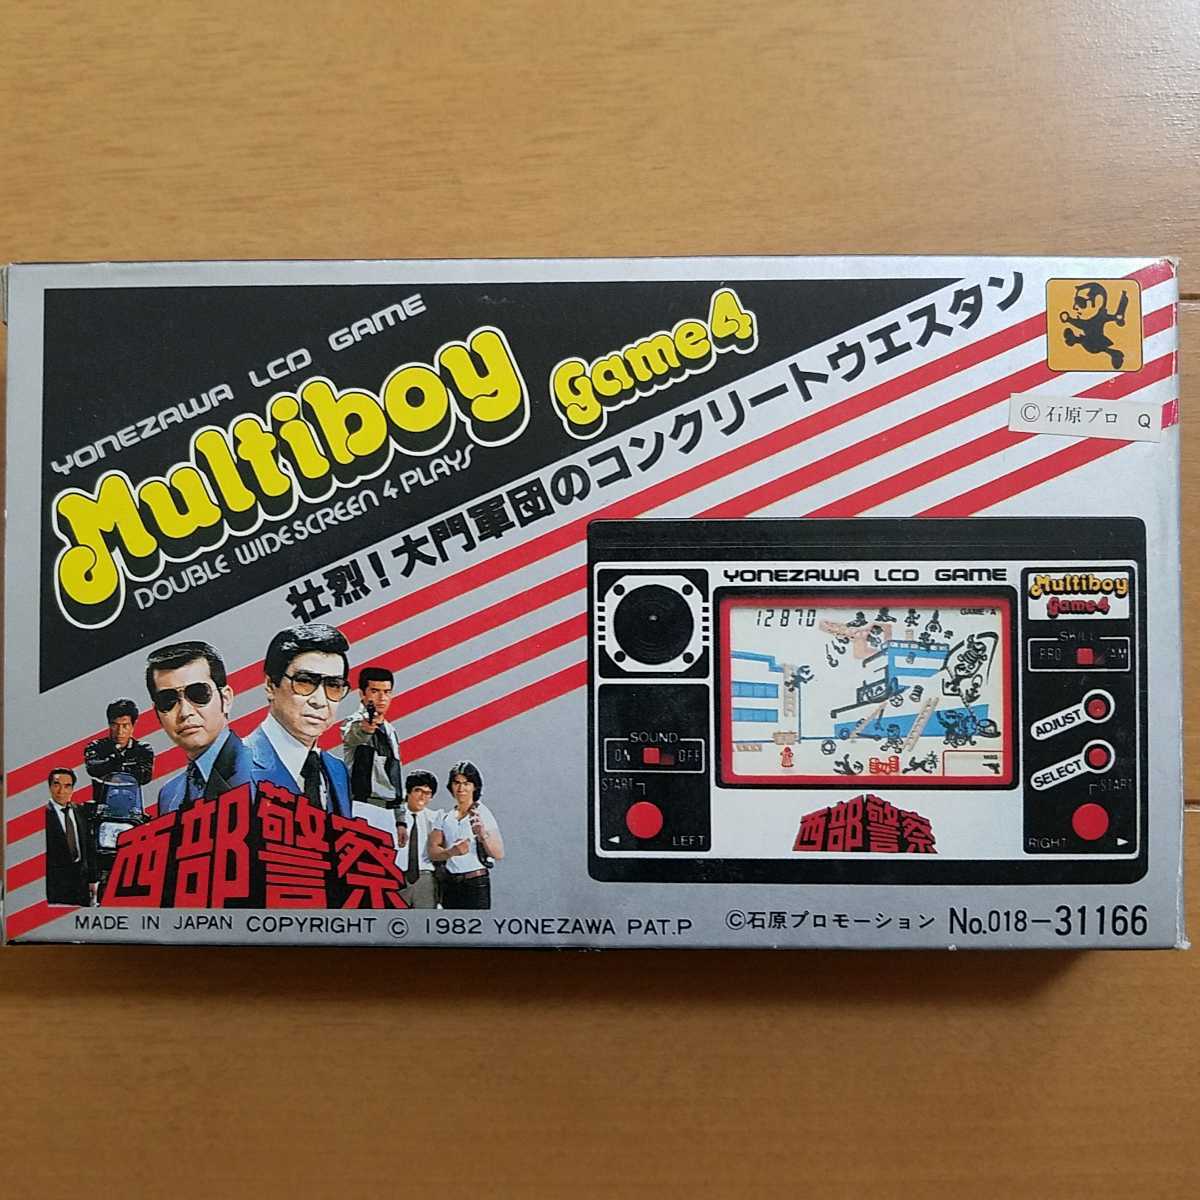 YONEZAWA LCD GAME
Multiboy game4
DOUBLE WIDESCREEN 4 PLAYS
壮烈!大門軍団のコンクリートウエスタン
©石原プロ Q
西部警察
YONEZAWA LCD GAME
Multiboy
game4
12870
GAME·A
SKILL
PRO AM
ADJUST
SELECT
SOUND
ON OFF
START
LEFT
START
RIGHT
MISS
西部警察
MADE IN JAPAN COPYRIGHT © 1982 YONEZAWA PAT.P
©石原プロモーション No.018-31166